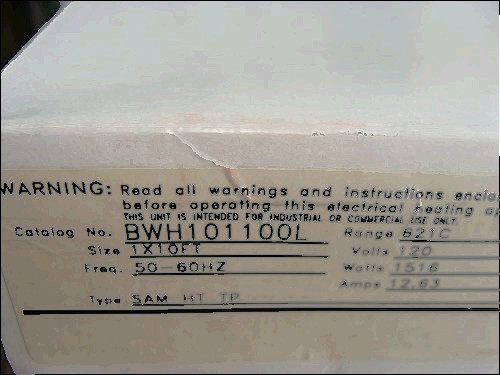 WARNING: Read all warnings and instructions
before operating this electrical heating
THIS UNIT IS INTENDED FOR INDUSTRIAL OR COMMERCIAL USE ONLY.
Catalog No. BWH101100L Range 621C
Size 1X10FT Volts 120
Freq. 50-60HZ Watts 1516
Amps 12.63
Type SAM HT TP